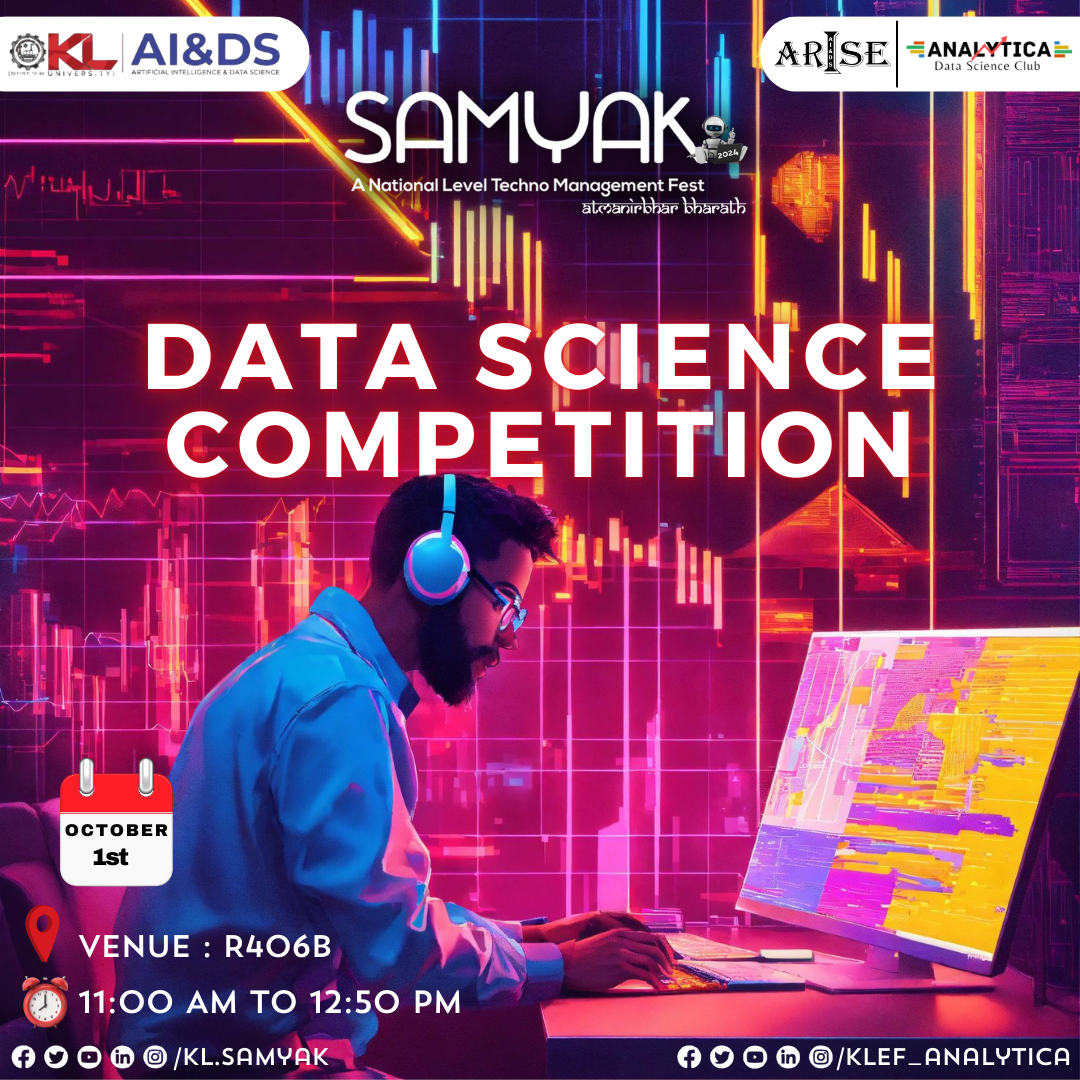 KL
UNIVERSITY
AI&DS
ARTIFICIAL INTELLIGENCE & DATA SCIENCE
ARISE
AI&DS
ANALYTICA
Data Science Club
SAMYAK
2024
A National Level Techno Management Fest
atmanirbhar bharath
DATA SCIENCE
COMPETITION
OCTOBER
1st
VENUE : R406B
11:00 AM TO 12:50 PM
/KL.SAMYAK
/KLEF_ANALYTICA